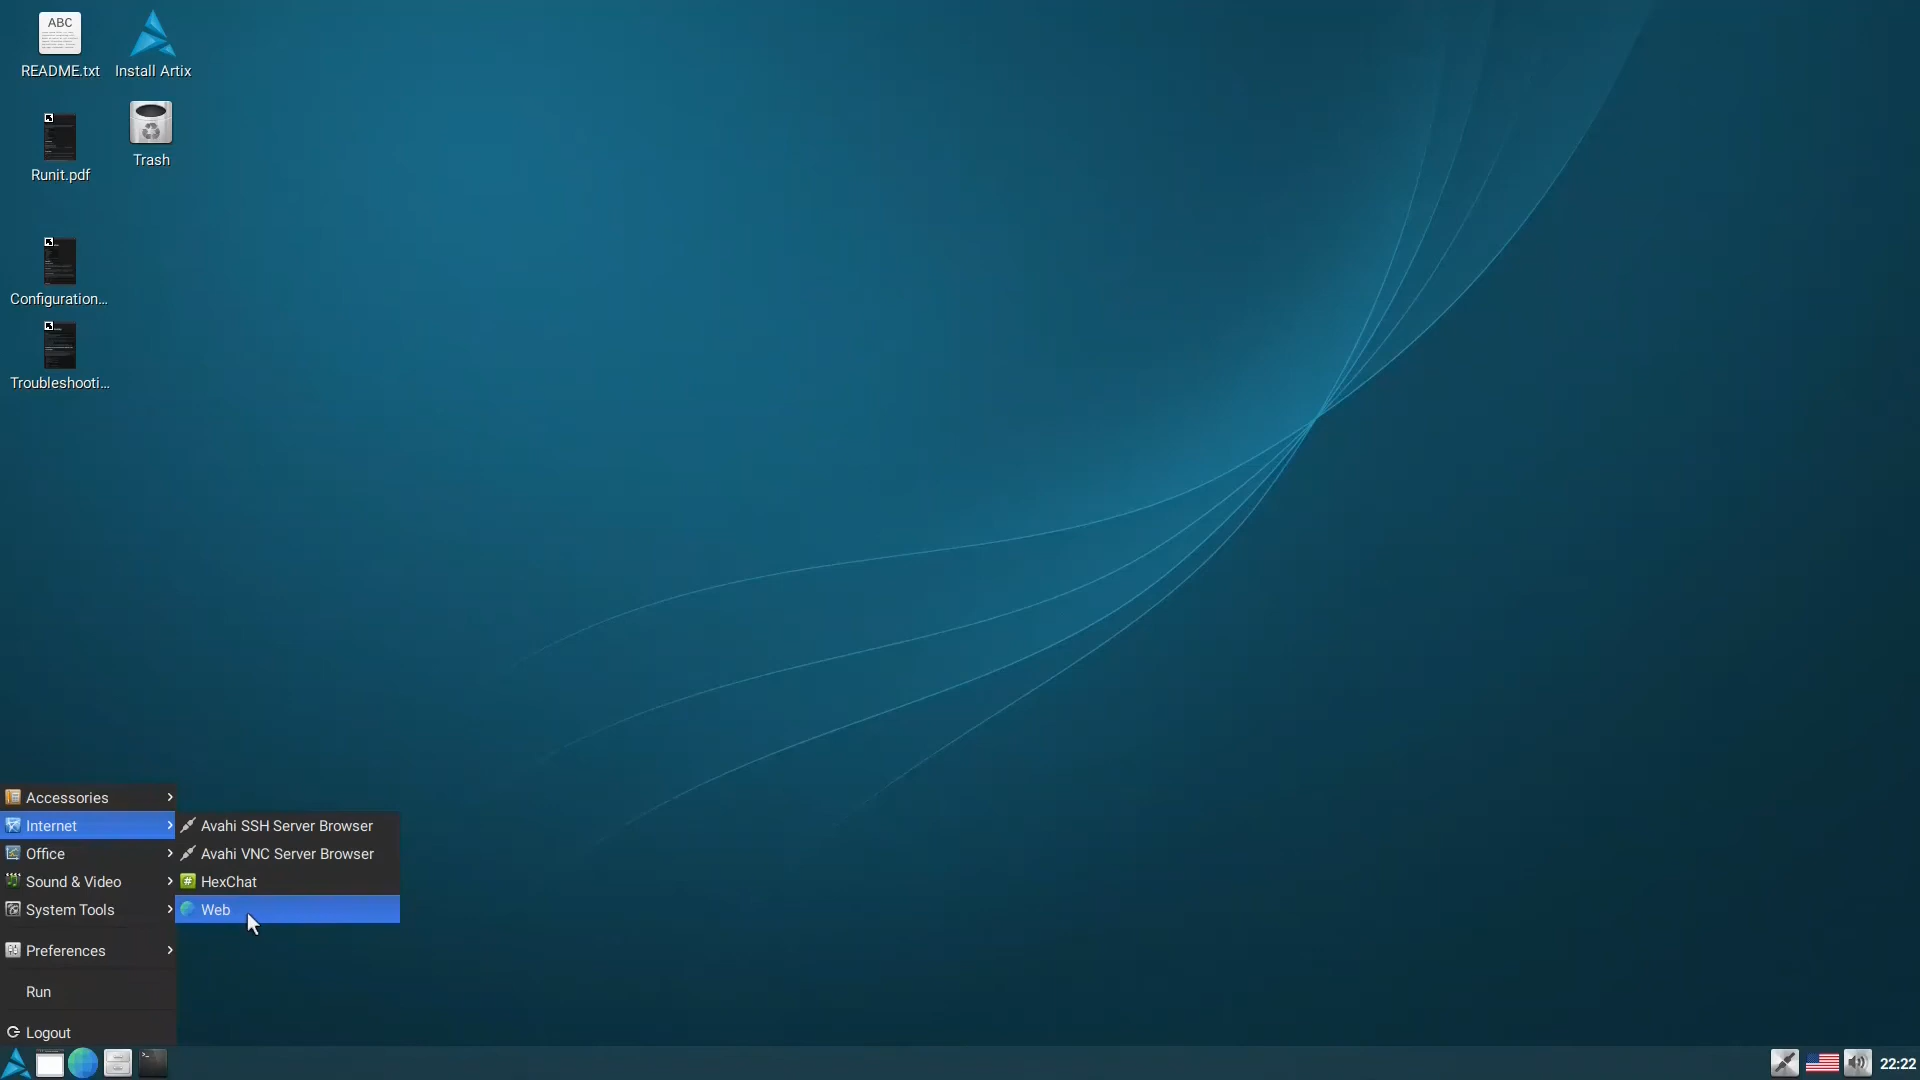 ABC
README.txt
Install Artix
Runit.pdf
Trash
Configuration...
Troubleshooti...
Accessories
Internet
Office
Sound & Video
System Tools
Preferences
Run
Logout
Avahi SSH Server Browser
Avahi VNC Server Browser
HexChat
Web
22:22